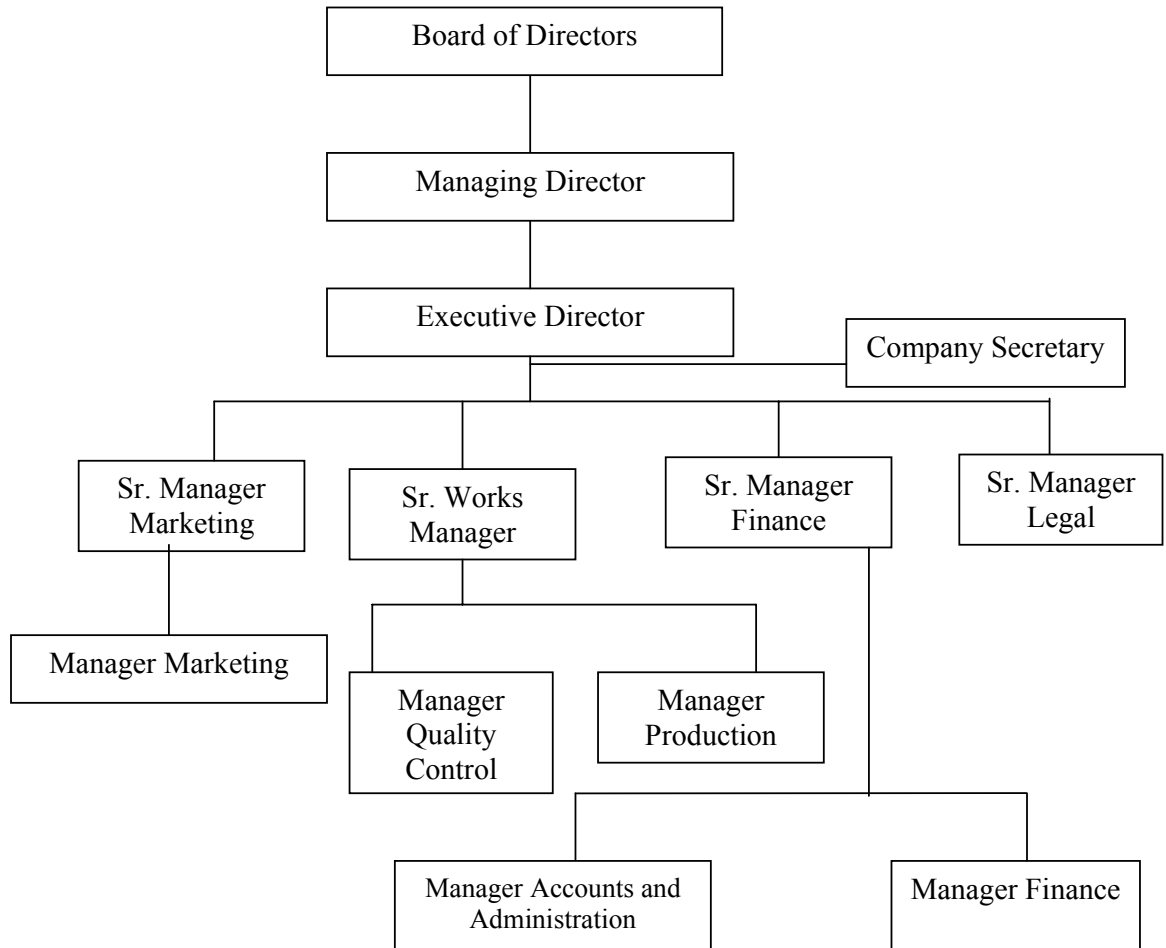 Board of Directors
Managing Director
Executive Director
Company Secretary
Sr. Manager
Marketing
Sr. Works
Manager
Sr. Manager
Finance
Sr. Manager
Legal
Manager Marketing
Manager
Quality
Control
Manager
Production
Manager Accounts and
Administration
Manager Finance